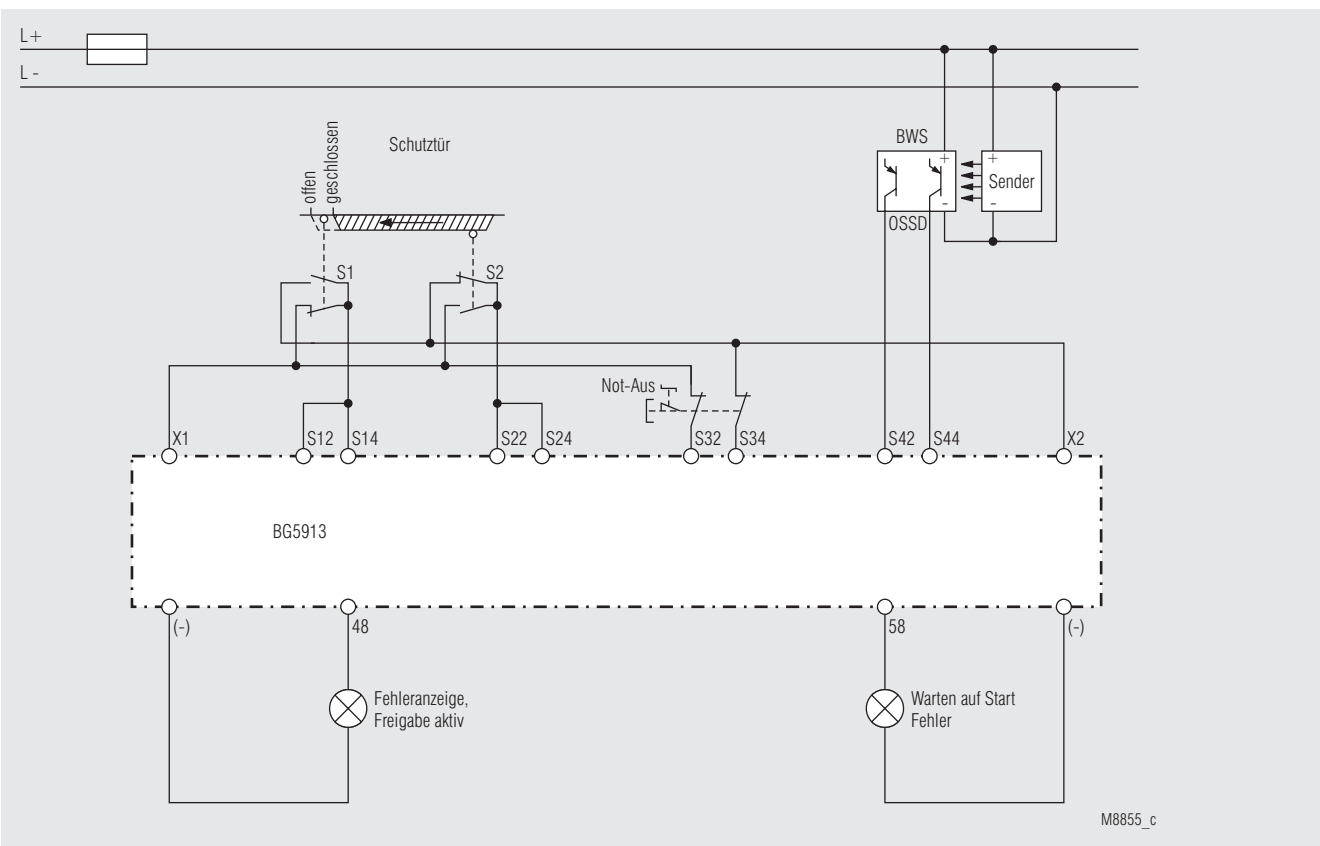 L+
L -
BWS
Schutztür
offen
geschlossen
+
+
Sender
-
-
OSSD
S1
S2
Not-Aus
X1
S12
S14
S22
S24
S32
S34
S42
S44
X2
BG5913
(-)
48
58
(-)
Fehleranzeige,
Freigabe aktiv
Warten auf Start
Fehler
M8855_c